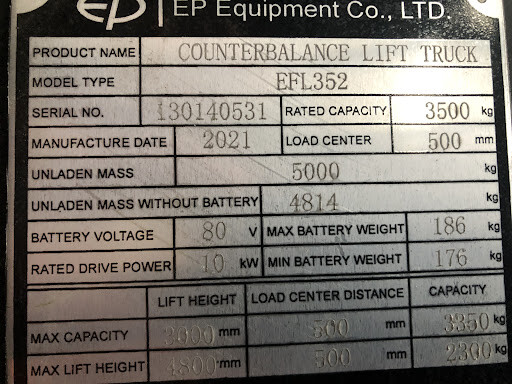 EP EP Equipment Co., LTD.
PRODUCT NAME COUNTERBALANCE LIFT TRUCK
MODEL TYPE EFL352
SERIAL NO. 130140531 RATED CAPACITY 3500 kg
MANUFACTURE DATE 2021 LOAD CENTER 500 mm
UNLADEN MASS 5000 kg
UNLADEN MASS WITHOUT BATTERY 4814 kg
BATTERY VOLTAGE 80 V MAX BATTERY WEIGHT 186 kg
RATED DRIVE POWER 10 kW MIN BATTERY WEIGHT 176 kg
LIFT HEIGHT LOAD CENTER DISTANCE CAPACITY
MAX CAPACITY 3000 mm 500 mm 3350 kg
MAX LIFT HEIGHT 4800 mm 500 mm 2300 kg